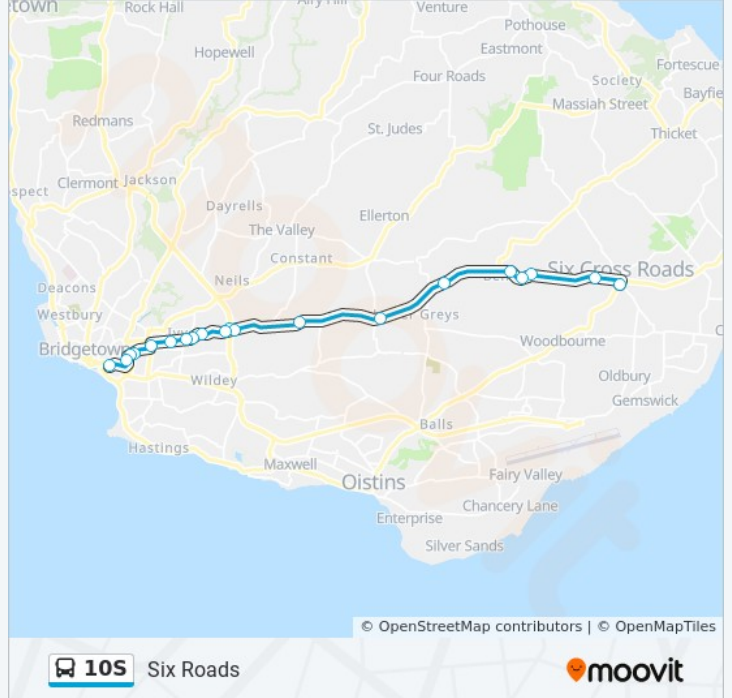 etown
Rock Hall
Airy Hill
Venture
Pothouse
Hopewell
Eastmont
Fortescue
Four Roads
Society
Bayfie
Massiah Street
Redmans
St. Judes
Thicket
spect
Clermont
Jackson
Dayrells
Ellerton
The Valley
Constant
Six Cross Roads
Neils
Deacons
Westbury
Greys
Bridgetown
Woodbourne
Wildey
Oldbury
Gemswick
Balls
Hastings
Maxwell
Fairy Valley
Oistins
Chancery Lane
Enterprise
Silver Sands
© OpenStreetMap contributors | © OpenMapTiles
10S Six Roads
moovit